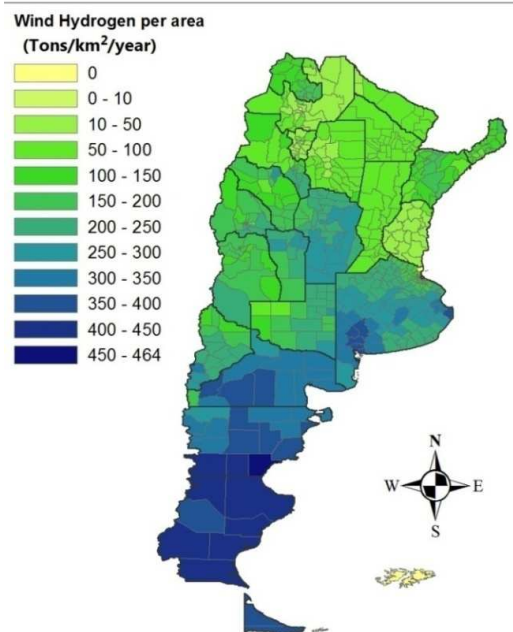 Wind Hydrogen per area
(Tons/km²/year)
0
0 - 10
10 - 50
50 - 100
100 - 150
150 - 200
200 - 250
250 - 300
300 - 350
350 - 400
400 - 450
450 - 464
N
W E
S